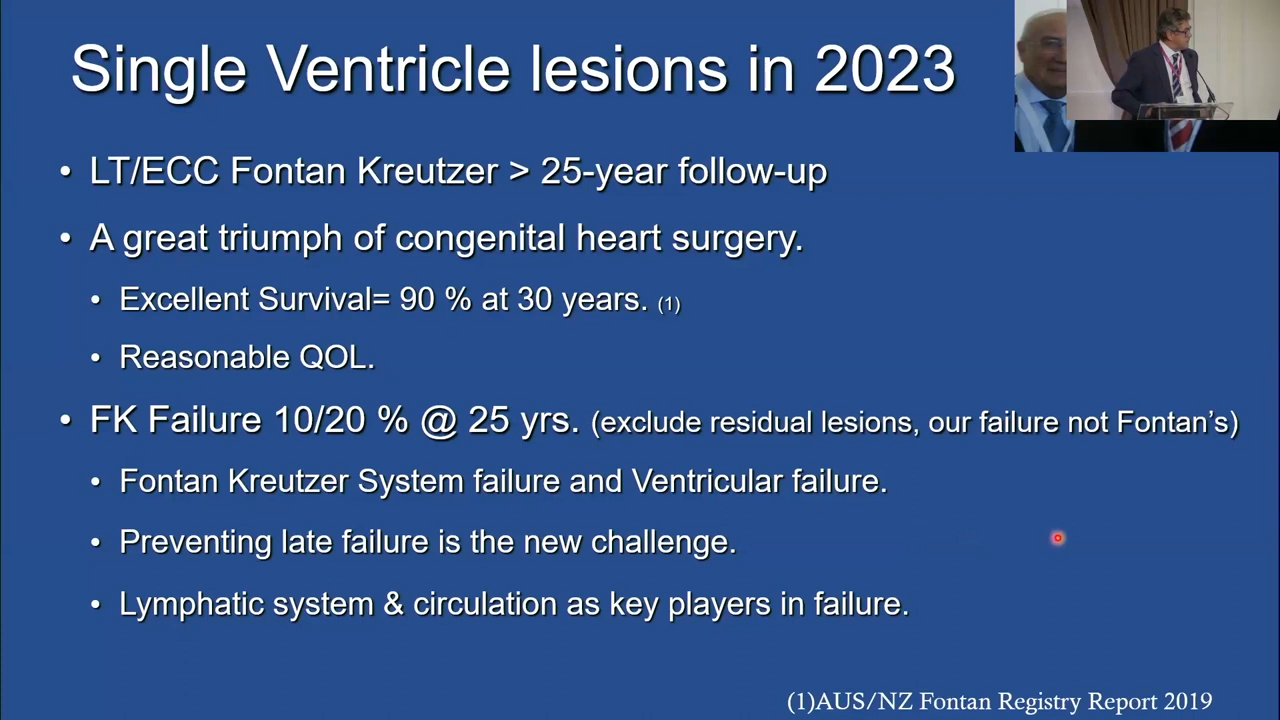 Single Ventricle lesions in 2023
• LT/ECC Fontan Kreutzer > 25-year follow-up
• A great triumph of congenital heart surgery.
• Excellent Survival= 90 % at 30 years. (1)
• Reasonable QOL.
• FK Failure 10/20 % @ 25 yrs. (exclude residual lesions, our failure not Fontan’s)
• Fontan Kreutzer System failure and Ventricular failure.
• Preventing late failure is the new challenge.
• Lymphatic system & circulation as key players in failure.
(1)AUS/NZ Fontan Registry Report 2019